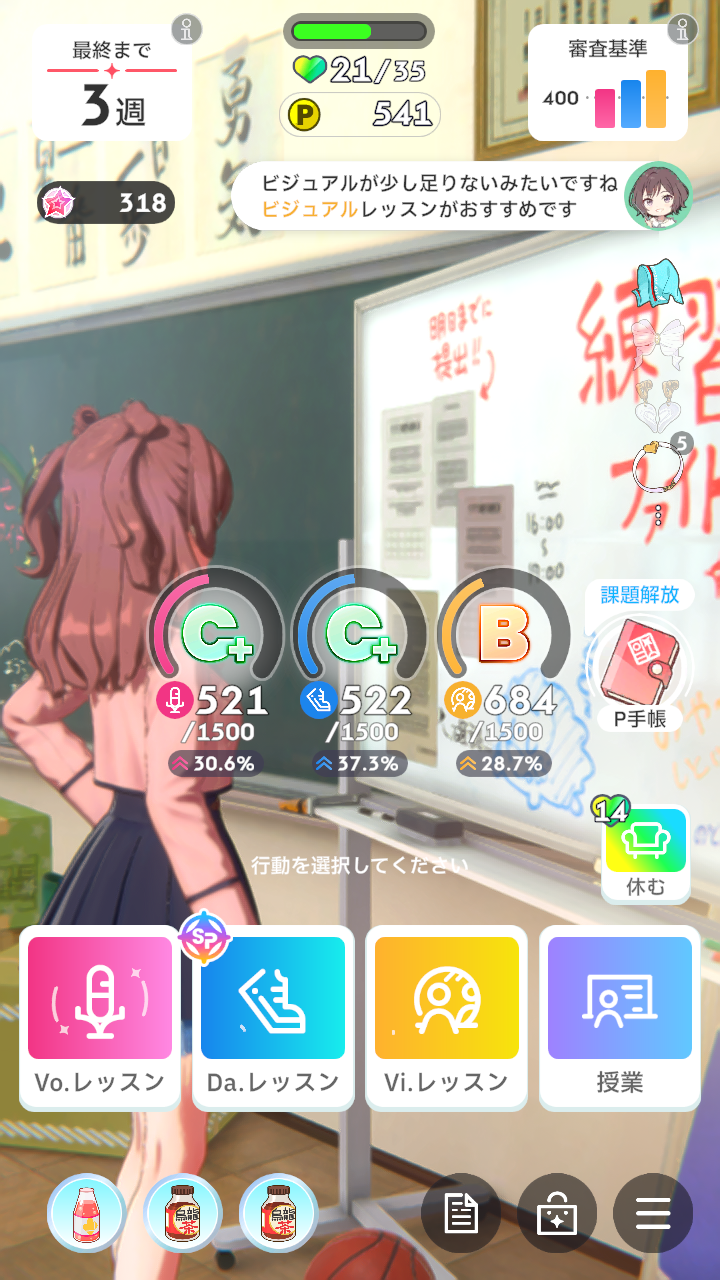 最終まで
3週
21/35
P 541
審査基準
400
318
ビジュアルが少し足りないみたいですね
ビジュアルレッスンがおすすめです
勇気
明日までに
提出!!
練習
ファイト
16:00
5
課題解放
P手帳
C+
C+
B
521
/1500
30.6%
522
/1500
37.3%
684
/1500
28.7%
14
休む
行動を選択してください
SP
Vo.レッスン
Da.レッスン
Vi.レッスン
授業
烏龍茶
烏龍茶